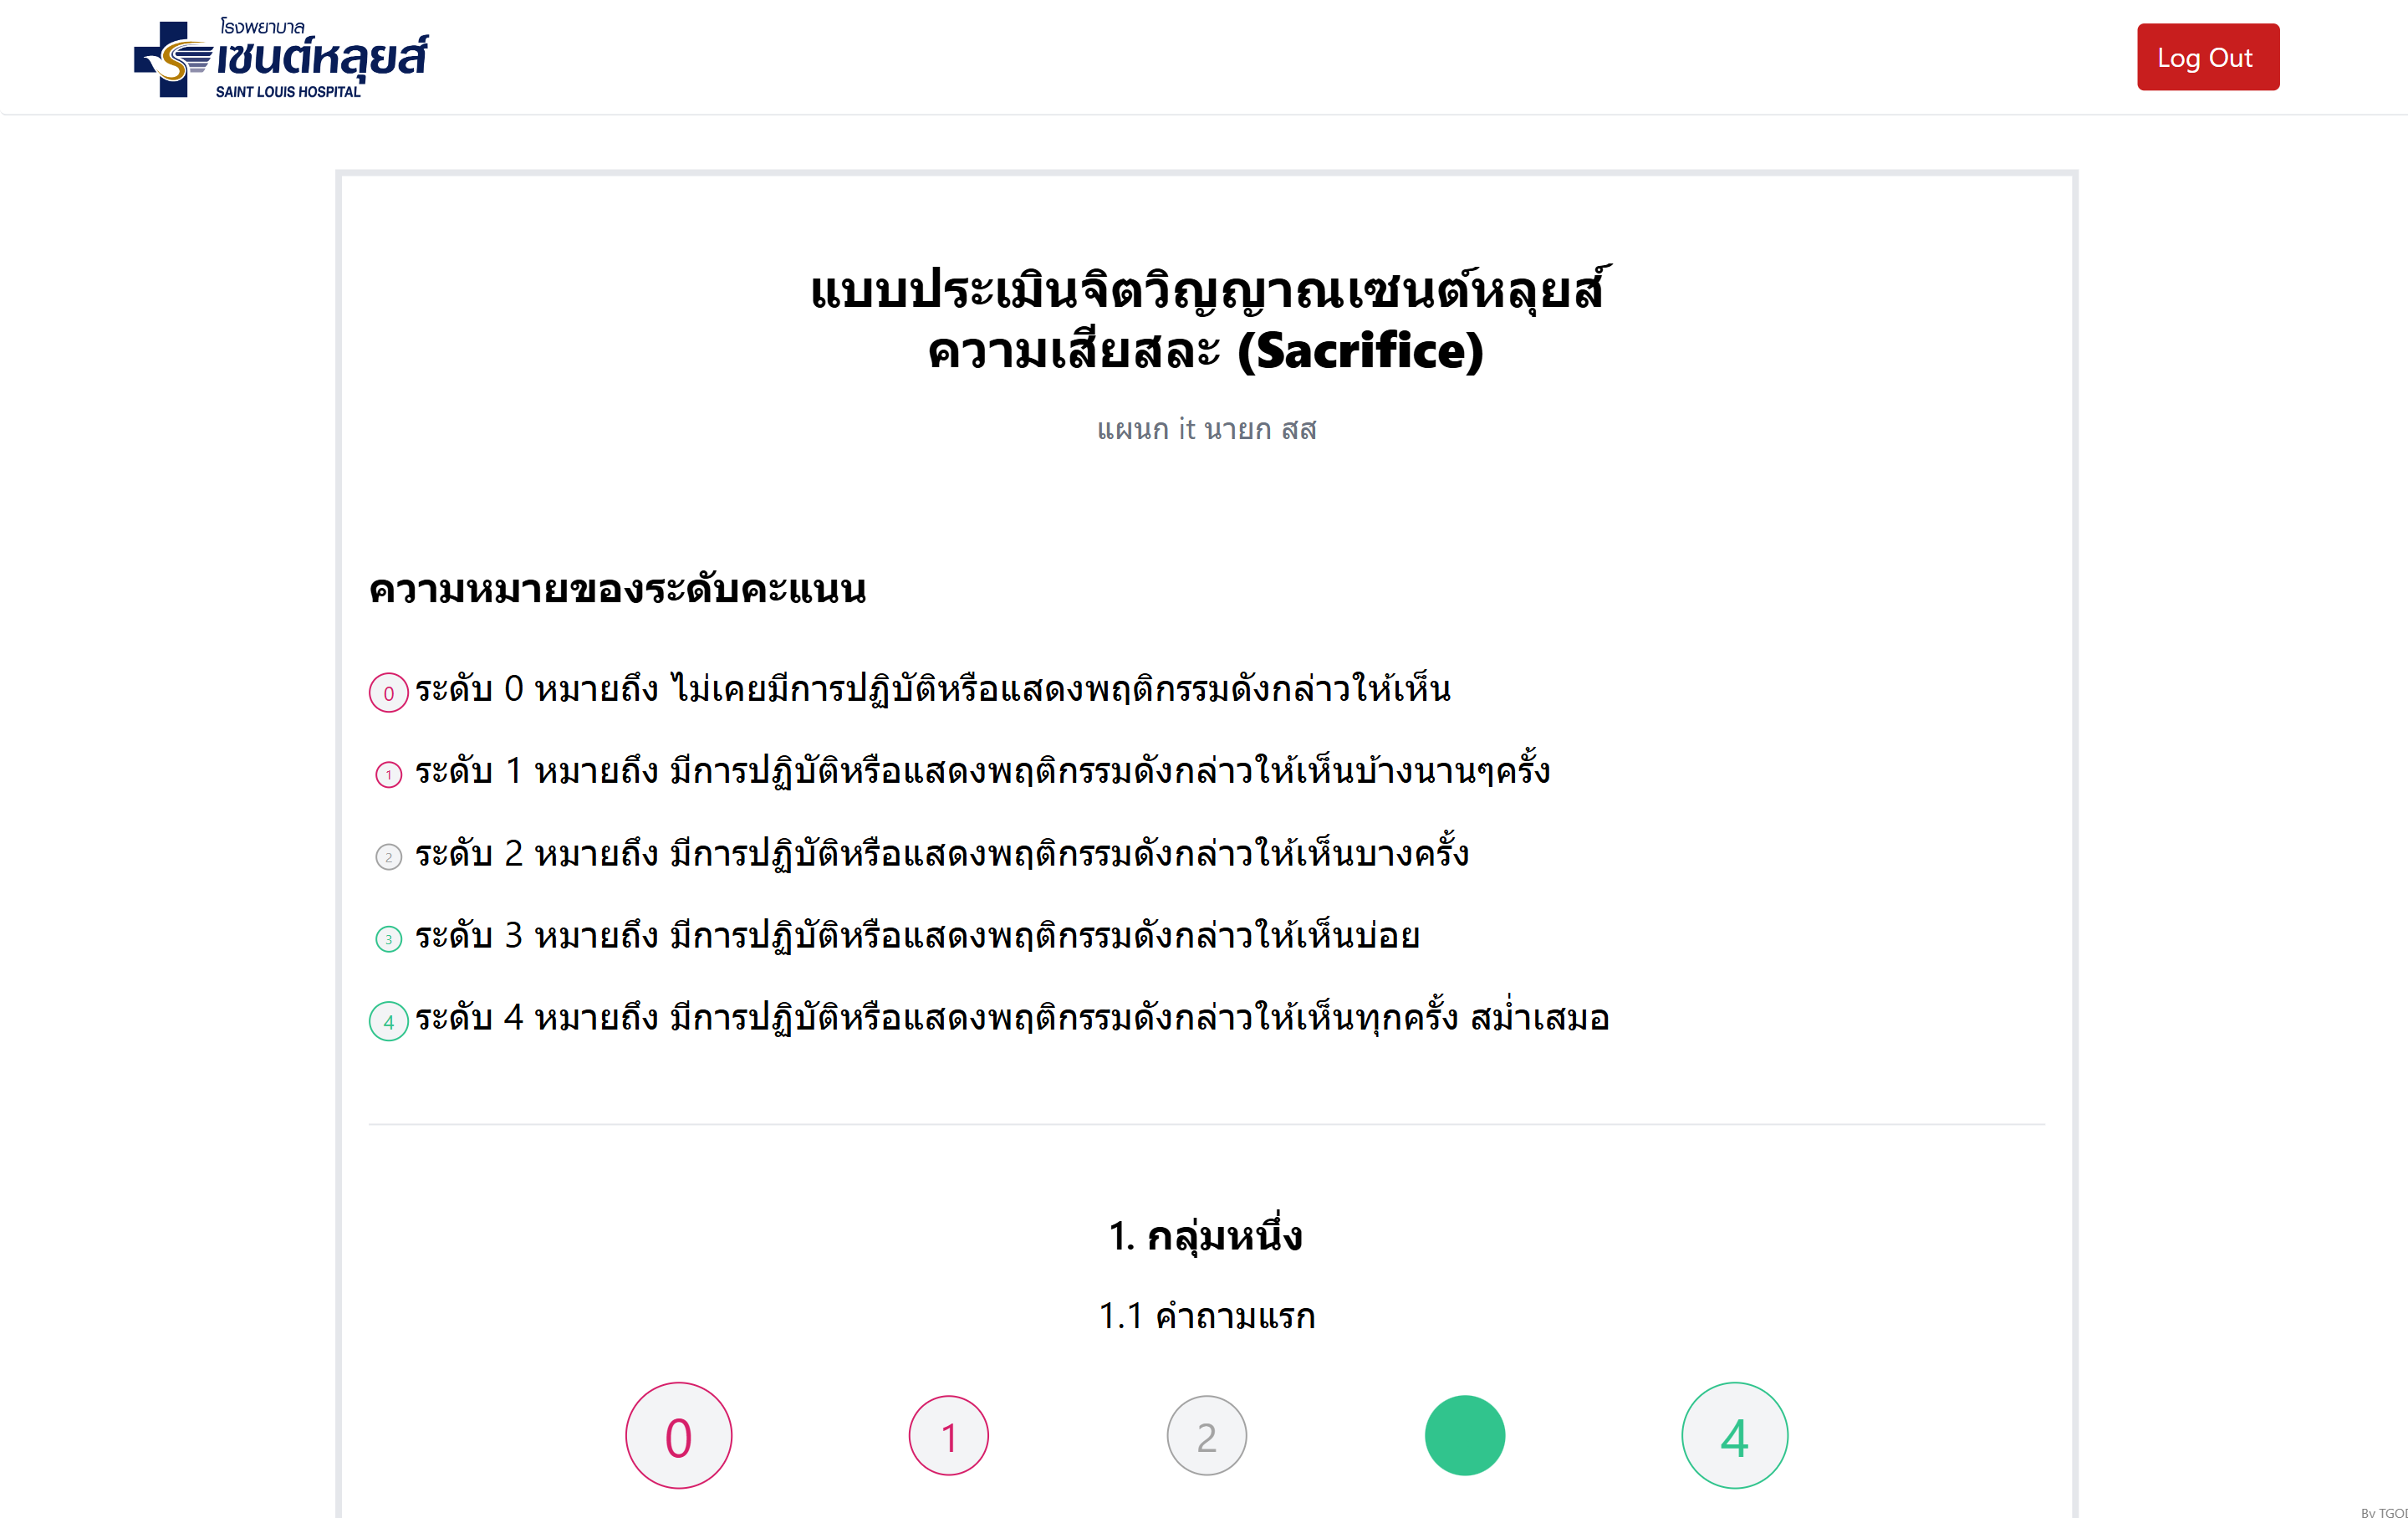 โรงพยาบาล
เซนต์หลุยส์
SAINT LOUIS HOSPITAL
Log Out
แบบประเมินจิตวิญญาณเซนต์หลุยส์
ความเสียสละ (Sacrifice)
แผนก it นายก สส
ความหมายของระดับคะแนน
0 ระดับ 0 หมายถึง ไม่เคยมีการปฏิบัติหรือแสดงพฤติกรรมดังกล่าวให้เห็น
1 ระดับ 1 หมายถึง มีการปฏิบัติหรือแสดงพฤติกรรมดังกล่าวให้เห็นบ้างนานๆครั้ง
2 ระดับ 2 หมายถึง มีการปฏิบัติหรือแสดงพฤติกรรมดังกล่าวให้เห็นบางครั้ง
3 ระดับ 3 หมายถึง มีการปฏิบัติหรือแสดงพฤติกรรมดังกล่าวให้เห็นบ่อย
4 ระดับ 4 หมายถึง มีการปฏิบัติหรือแสดงพฤติกรรมดังกล่าวให้เห็นทุกครั้ง สม่ำเสมอ
1. กลุ่มหนึ่ง
1.1 คำถามแรก
0 1 2 4
By